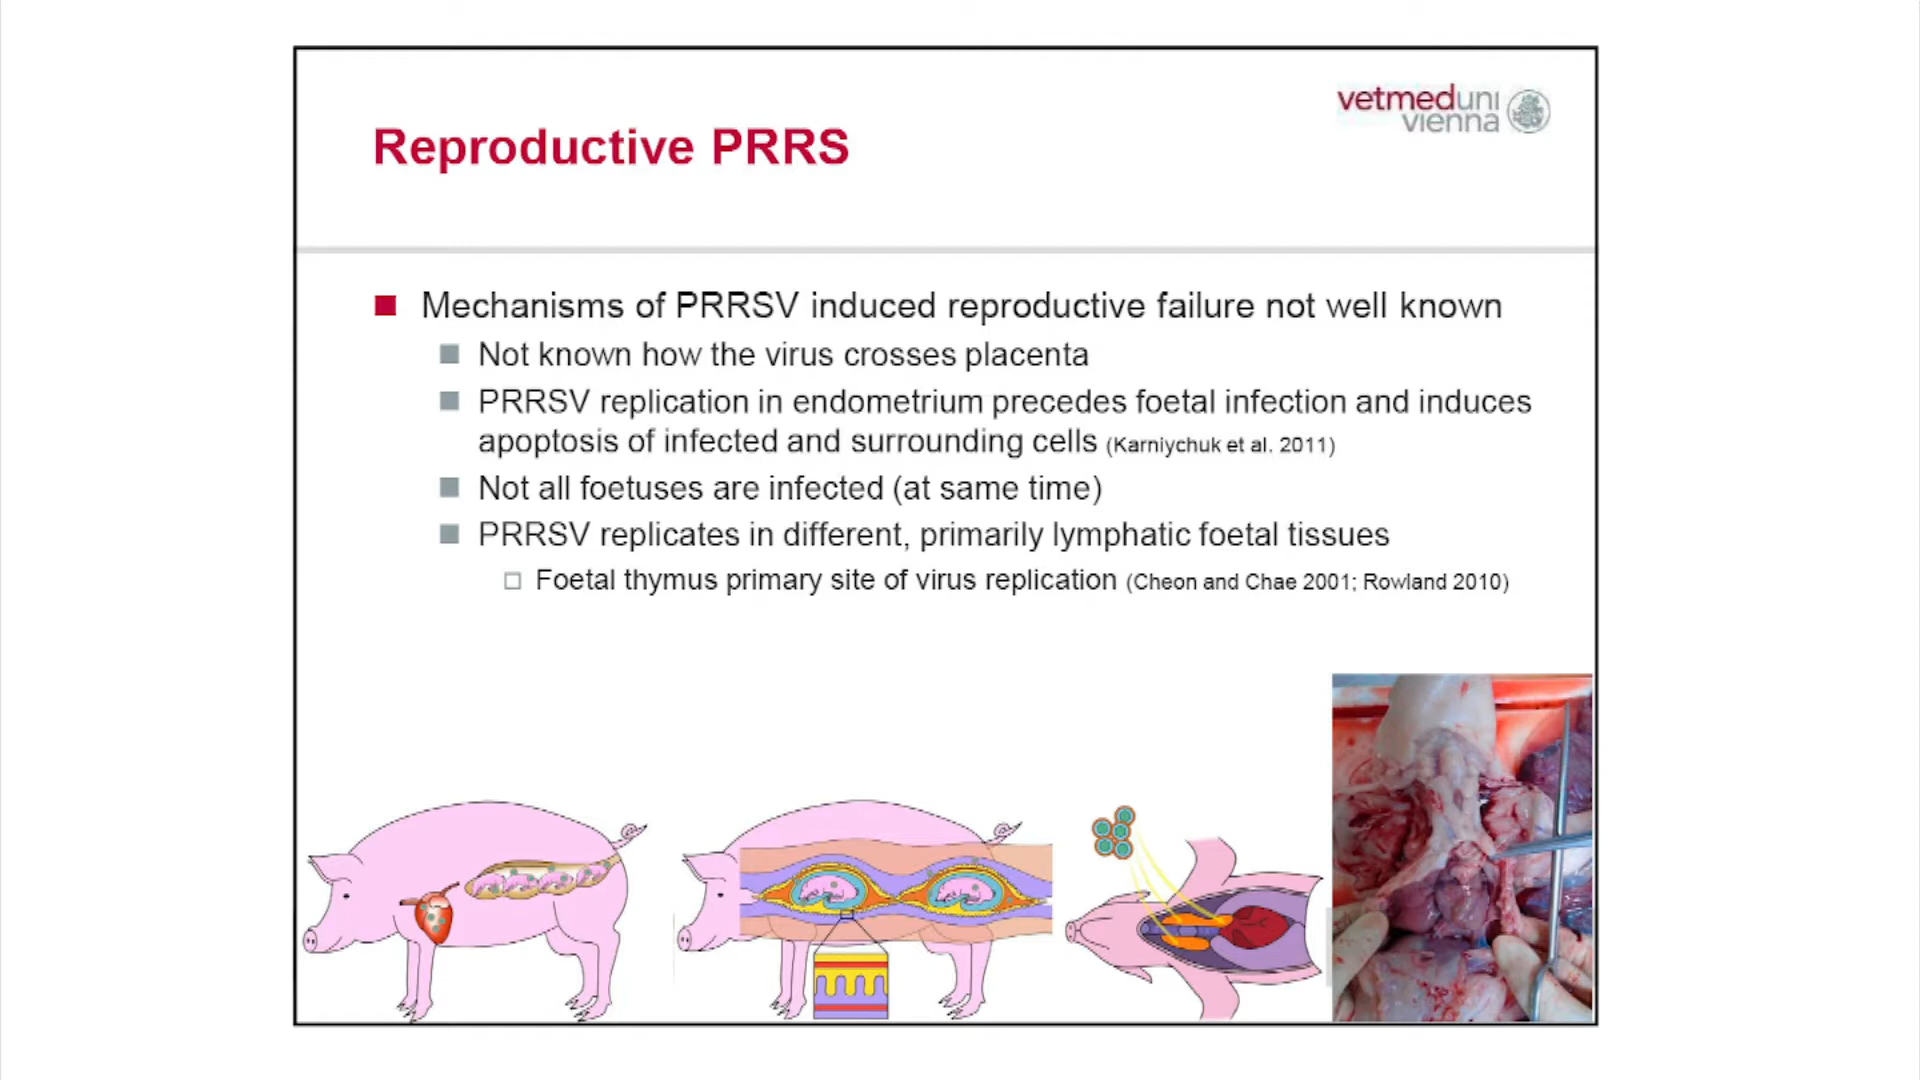 vetmeduni
vienna
Reproductive PRRS
Mechanisms of PRRSV induced reproductive failure not well known
Not known how the virus crosses placenta
PRRSV replication in endometrium precedes foetal infection and induces
apoptosis of infected and surrounding cells (Karniychuk et al. 2011)
Not all foetuses are infected (at same time)
PRRSV replicates in different, primarily lymphatic foetal tissues
Foetal thymus primary site of virus replication (Cheon and Chae 2001; Rowland 2010)